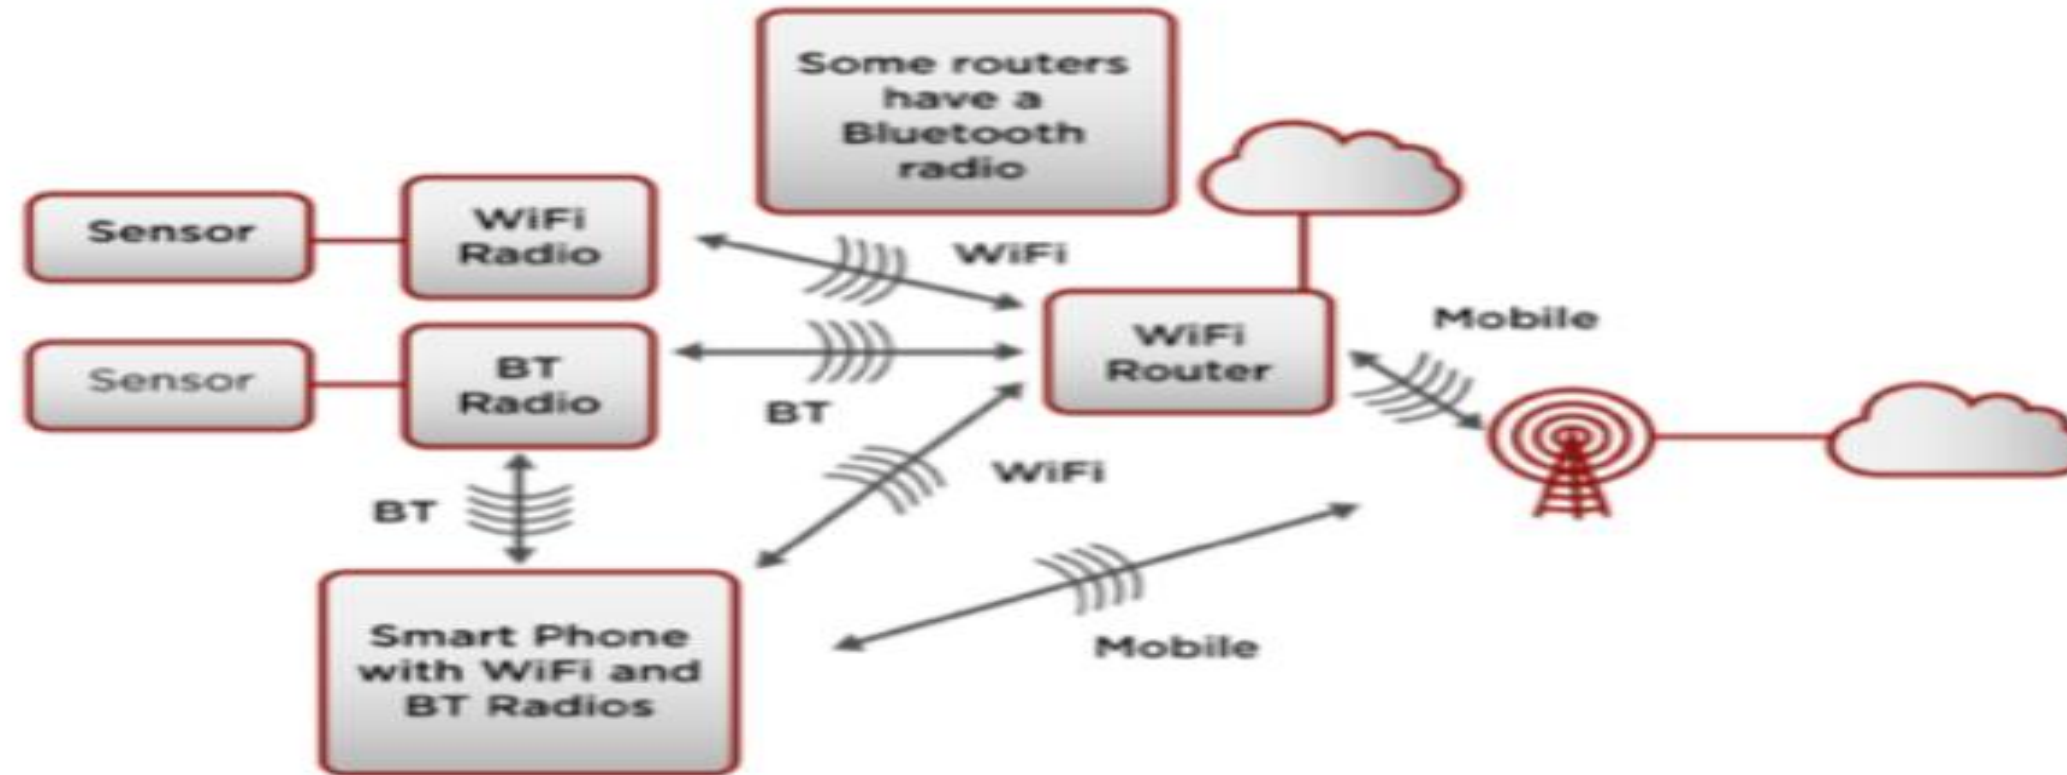 Some routers
have a
Bluetooth
radio
Sensor
WiFi
Radio
WiFi
Sensor
BT
Radio
BT
WiFi
Router
Mobile
BT
WiFi
Smart Phone
with WiFi and
BT Radios
Mobile